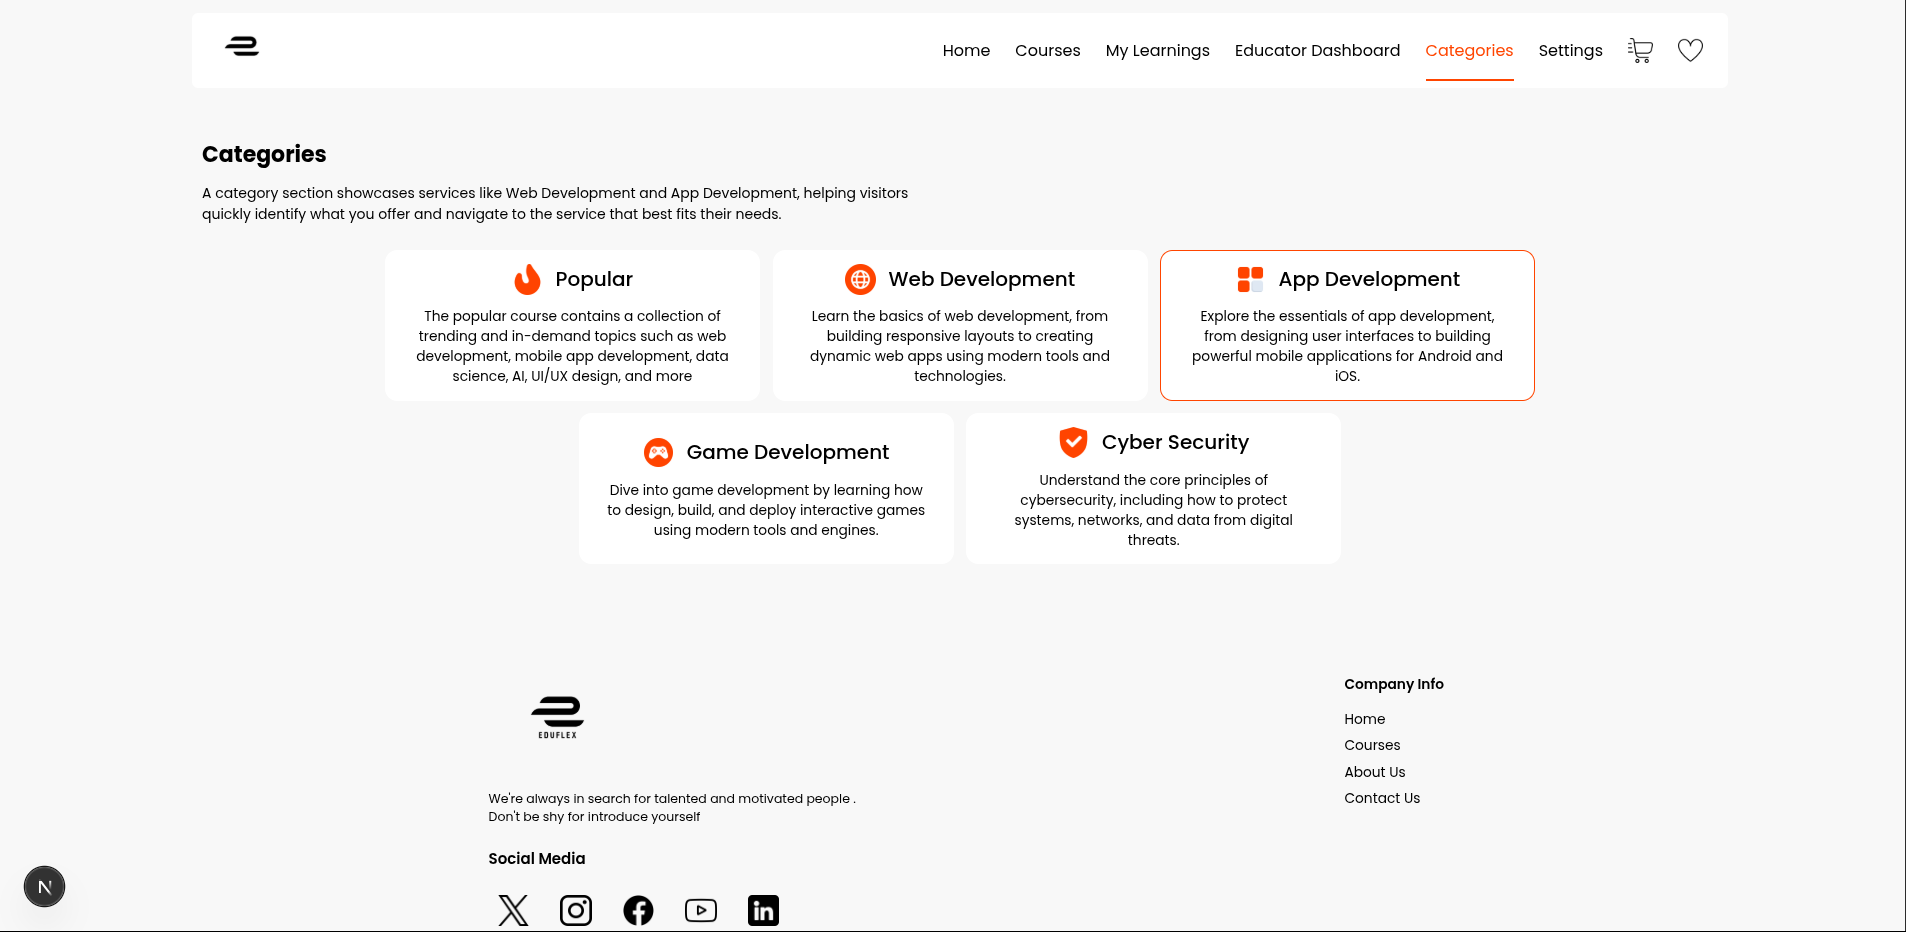 Home Courses My Learnings Educator Dashboard Categories Settings
Categories
A category section showcases services like Web Development and App Development, helping visitors
quickly identify what you offer and navigate to the service that best fits their needs.
Popular
The popular course contains a collection of
trending and in-demand topics such as web
development, mobile app development, data
science, AI, UI/UX design, and more
Web Development
Learn the basics of web development, from
building responsive layouts to creating
dynamic web apps using modern tools and
technologies.
App Development
Explore the essentials of app development,
from designing user interfaces to building
powerful mobile applications for Android and
iOS.
Game Development
Dive into game development by learning how
to design, build, and deploy interactive games
using modern tools and engines.
Cyber Security
Understand the core principles of
cybersecurity, including how to protect
systems, networks, and data from digital
threats.
EDUFLEX
We're always in search for talented and motivated people .
Don't be shy for introduce yourself
Social Media
in
Company Info
Home
Courses
About Us
Contact Us
N